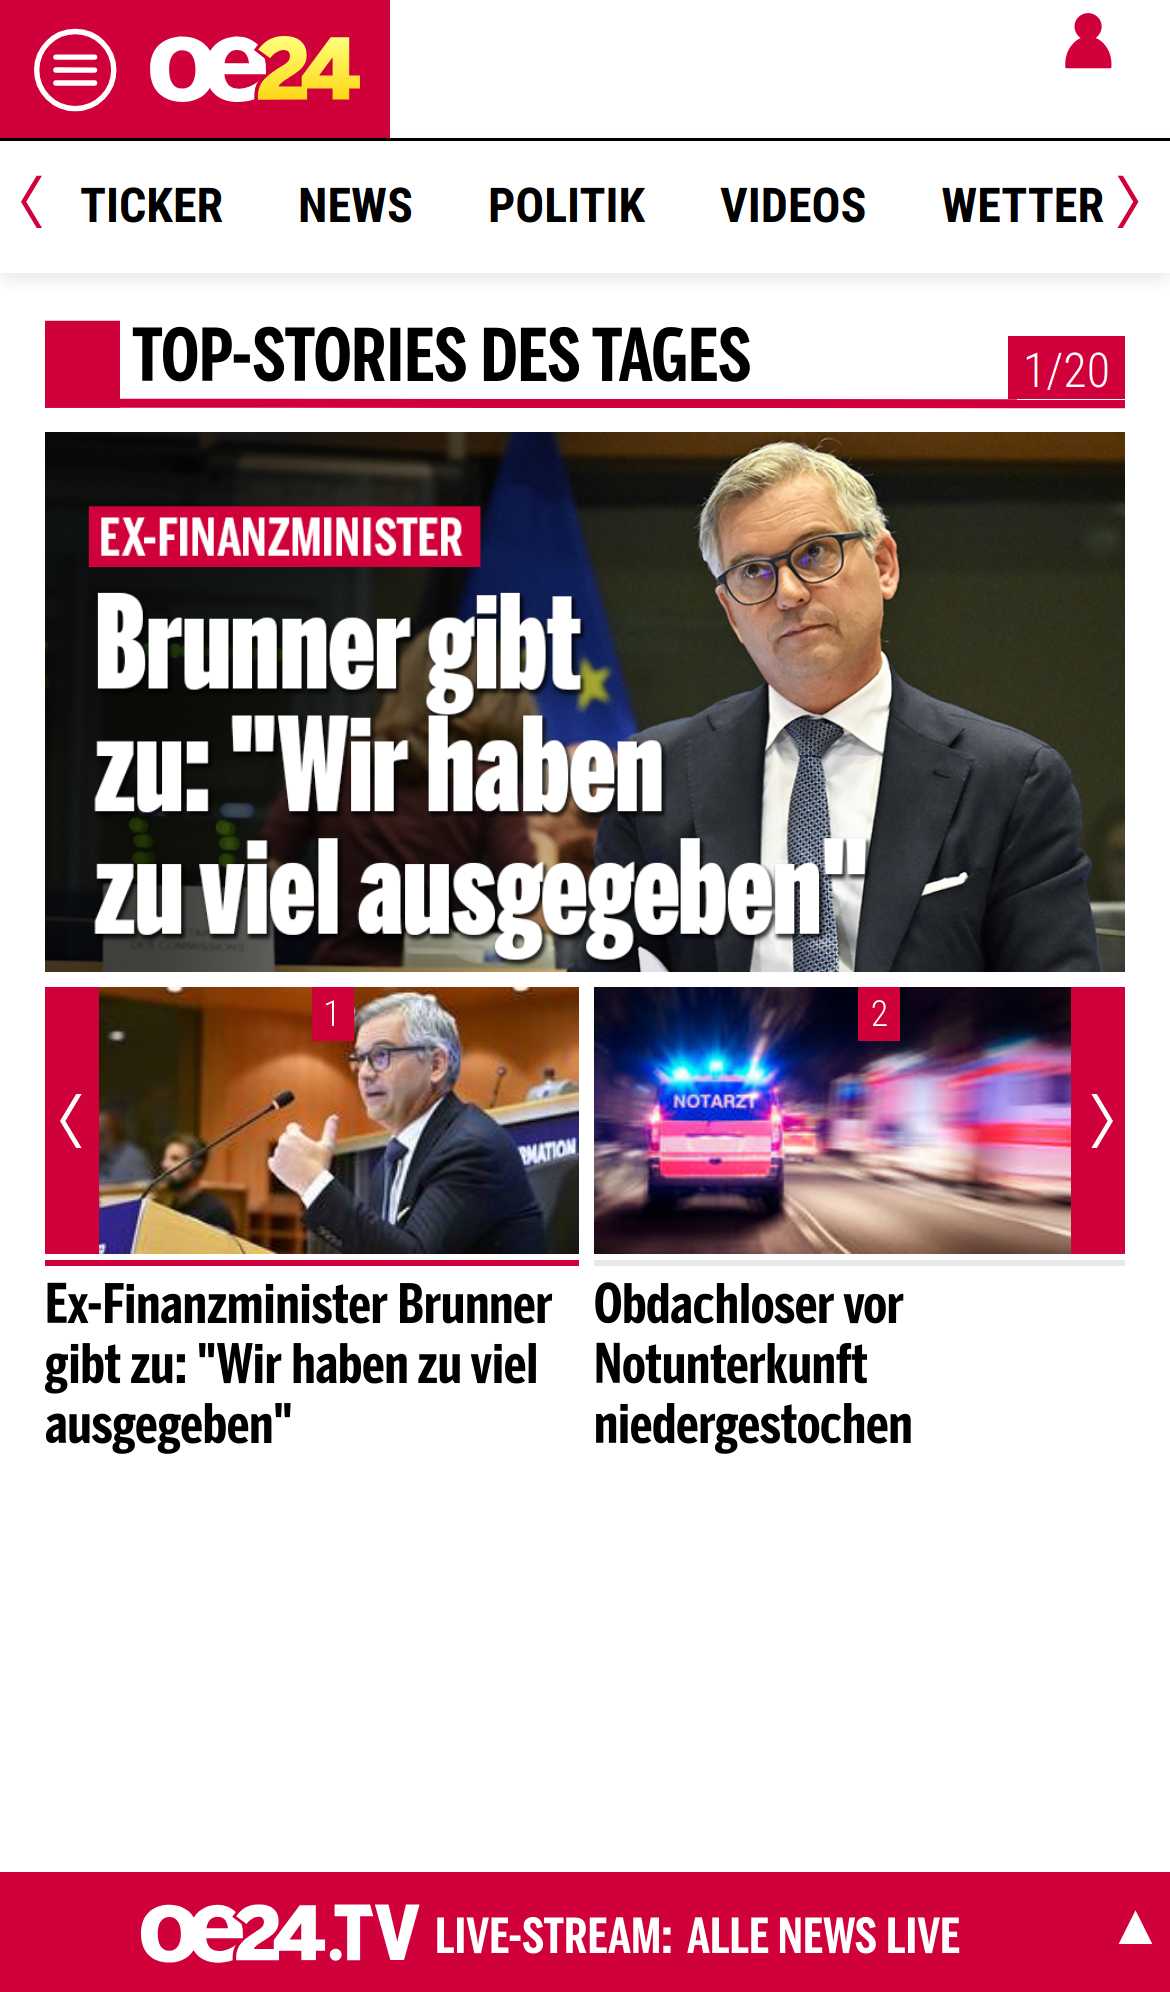 oe24
TICKER NEWS POLITIK VIDEOS WETTER
TOP-STORIES DES TAGES
1/20
EX-FINANZMINISTER
Brunner gibt
zu: "Wir haben
zu viel ausgegeben"
1
RMATION
2
NOTARZT
Ex-Finanzminister Brunner
gibt zu: "Wir haben zu viel
ausgegeben"
Obdachloser vor
Notunterkunft
niedergestochen
oe24.TV LIVE-STREAM: ALLE NEWS LIVE